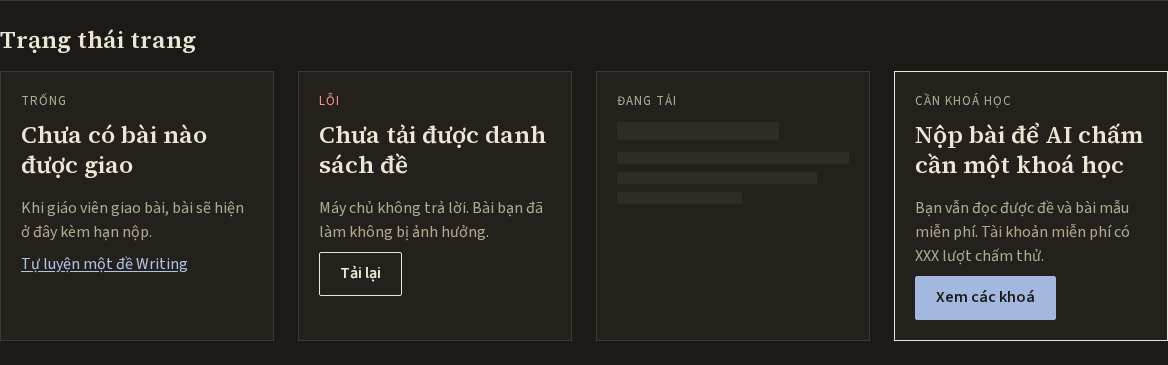 Trạng thái trang
TRỐNG
Chưa có bài nào
được giao
Khi giáo viên giao bài, bài sẽ hiện
ở đây kèm hạn nộp.
Tự luyện một đề Writing
LỖI
Chưa tải được danh
sách đề
Máy chủ không trả lời. Bài bạn đã
làm không bị ảnh hưởng.
Tải lại
ĐANG TẢI
CẦN KHOÁ HỌC
Nộp bài để AI chấm
cần một khoá học
Bạn vẫn đọc được đề và bài mẫu
miễn phí. Tài khoản miễn phí có
XXX lượt chấm thử.
Xem các khoá